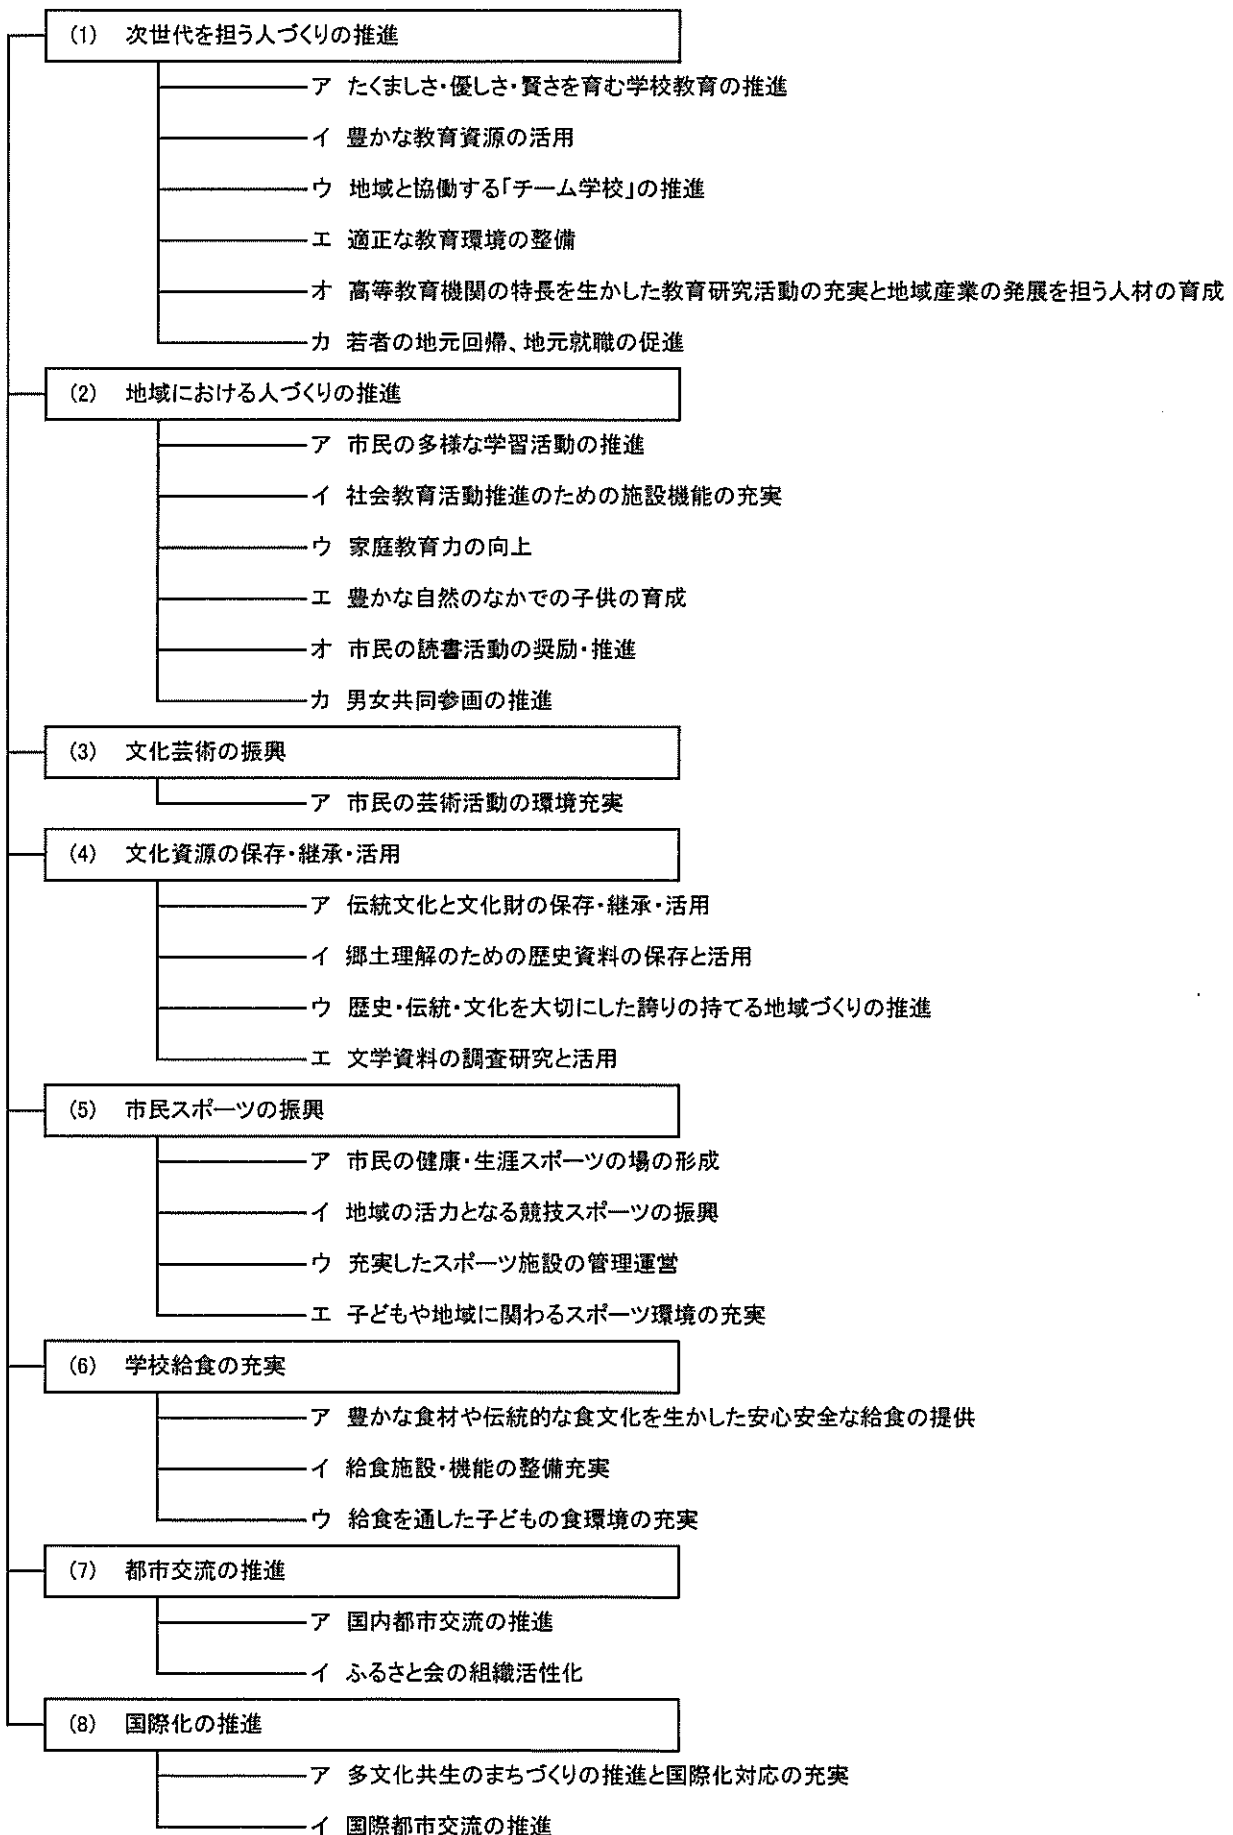 (1) 次世代を担う人づくりの推進
ア たくましさ・優しさ・賢さを育む学校教育の推進
イ 豊かな教育資源の活用
ウ 地域と協働する「チーム学校」の推進
エ 適正な教育環境の整備
オ 高等教育機関の特長を生かした教育研究活動の充実と地域産業の発展を担う人材の育成
カ 若者の地元回帰、地元就職の促進
(2) 地域における人づくりの推進
ア 市民の多様な学習活動の推進
イ 社会教育活動推進のための施設機能の充実
ウ 家庭教育力の向上
エ 豊かな自然のなかでの子供の育成
オ 市民の読書活動の奨励・推進
カ 男女共同参画の推進
(3) 文化芸術の振興
ア 市民の芸術活動の環境充実
(4) 文化資源の保存・継承・活用
ア 伝統文化と文化財の保存・継承・活用
イ 郷土理解のための歴史資料の保存と活用
ウ 歴史・伝統・文化を大切にした誇りの持てる地域づくりの推進
エ 文学資料の調査研究と活用
(5) 市民スポーツの振興
ア 市民の健康・生涯スポーツの場の形成
イ 地域の活力となる競技スポーツの振興
ウ 充実したスポーツ施設の管理運営
エ 子どもや地域に関わるスポーツ環境の充実
(6) 学校給食の充実
ア 豊かな食材や伝統的な食文化を生かした安心安全な給食の提供
イ 給食施設・機能の整備充実
ウ 給食を通した子どもの食環境の充実
(7) 都市交流の推進
ア 国内都市交流の推進
イ ふるさと会の組織活性化
(8) 国際化の推進
ア 多文化共生のまちづくりの推進と国際化対応の充実
イ 国際都市交流の推進